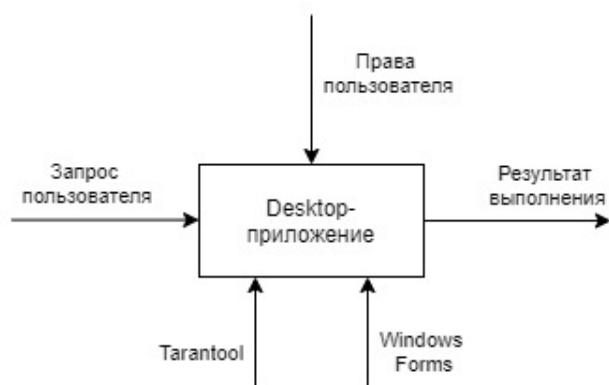 Права
пользователя
Запрос
пользователя
Результат
выполнения
Desktop-
приложение
Tarantool
Windows
Forms